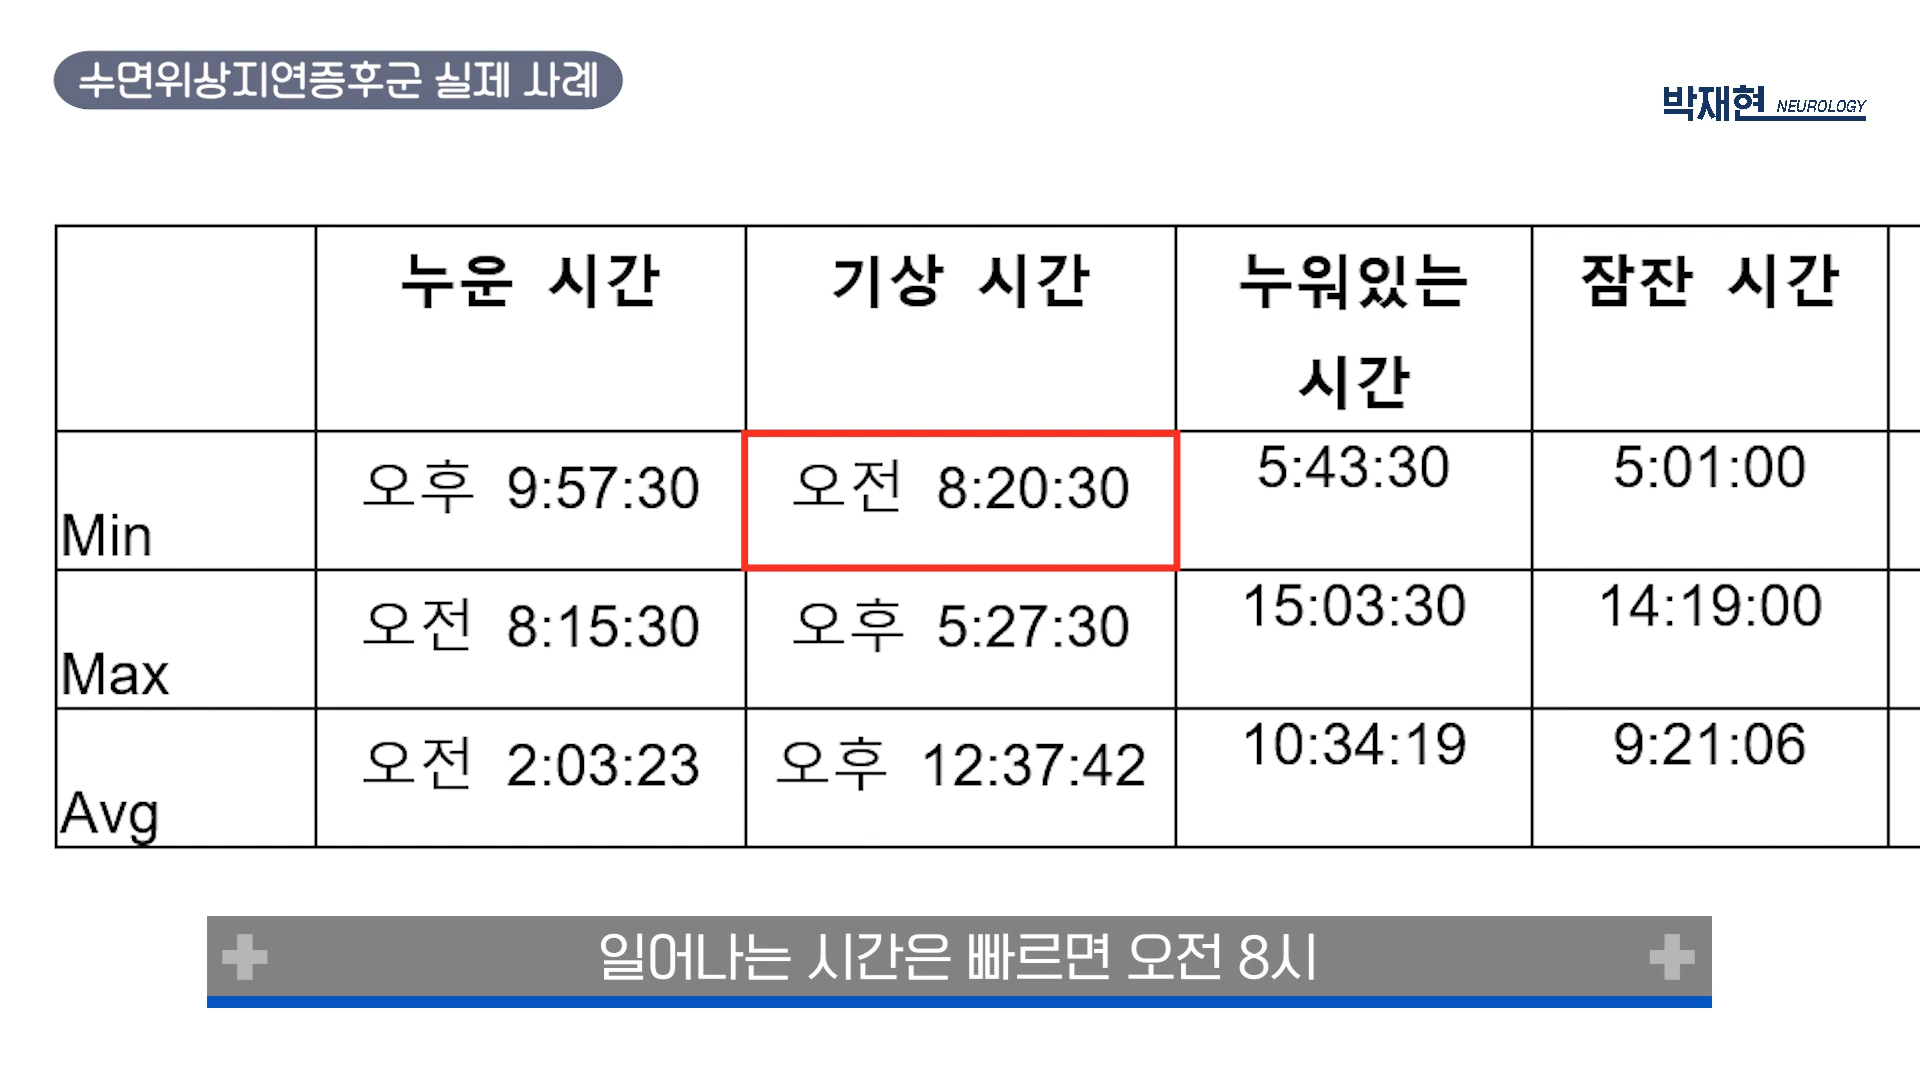 수면위상지연증후군 실제 사례
박재현 NEUROLOGY
누운 시간 기상 시간 누워있는 시간 잠잔 시간
Min 오후 9:57:30 오전 8:20:30 5:43:30 5:01:00
Max 오전 8:15:30 오후 5:27:30 15:03:30 14:19:00
Avg 오전 2:03:23 오후 12:37:42 10:34:19 9:21:06
일어나는 시간은 빠르면 오전 8시